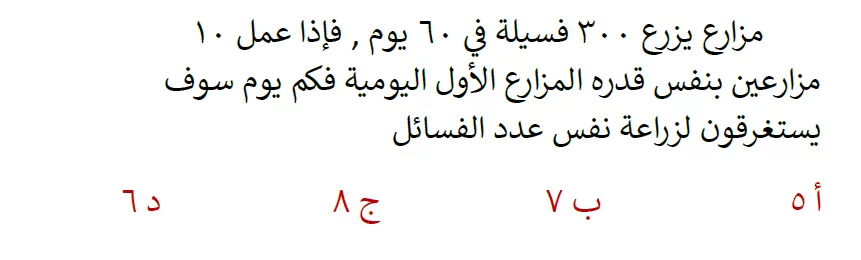 مزارع يزرع ٣٠٠ فسيلة في ٦٠ يوم , فإذا عمل ١٠
مزارعين بنفس قدره المزارع الأول اليومية فكم يوم سوف
يستغرقون لزراعة نفس عدد الفسائل
أ ٥ ب ٧ ج ٨ د ٦